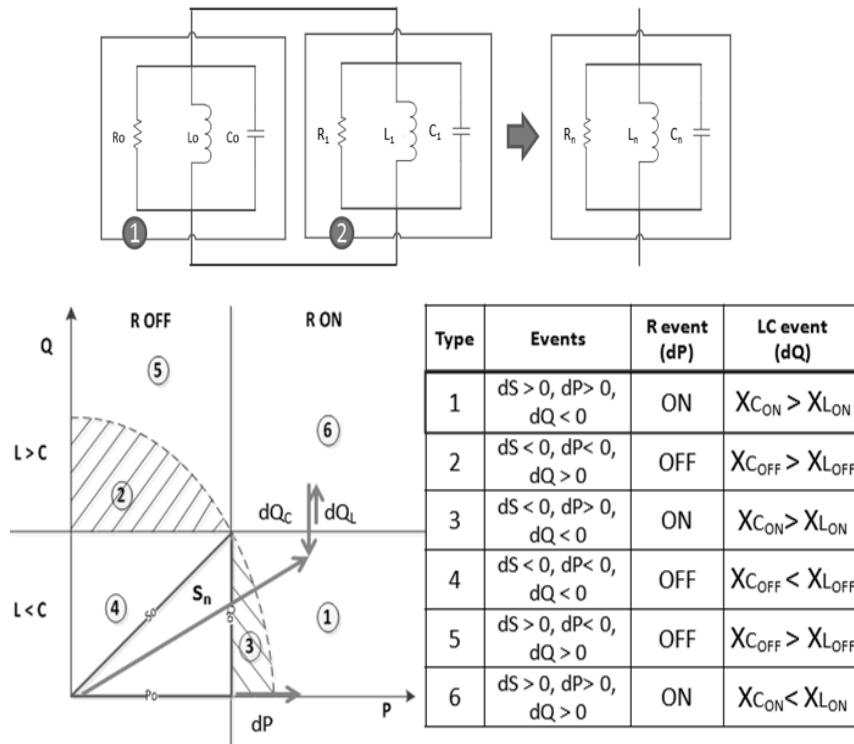 Ro Lo Co
R1 L1 C1
Rn Ln Cn
1 2
R OFF R ON
Q
5
6
L > C
2
dQC dQL
L < C
4
Sn
So
Qo
1
3
Po
P
dP
Type Events R event (dP) LC event (dQ)
1 dS > 0, dP> 0, dQ < 0 ON XCON > XLON
2 dS < 0, dP< 0, dQ > 0 OFF XCOFF > XLOFF
3 dS < 0, dP> 0, dQ < 0 ON XCON> XLON
4 dS < 0, dP< 0, dQ < 0 OFF XCOFF < XLOFF
5 dS > 0, dP< 0, dQ > 0 OFF XCOFF > XLOFF
6 dS > 0, dP> 0, dQ > 0 ON XCON< XLON